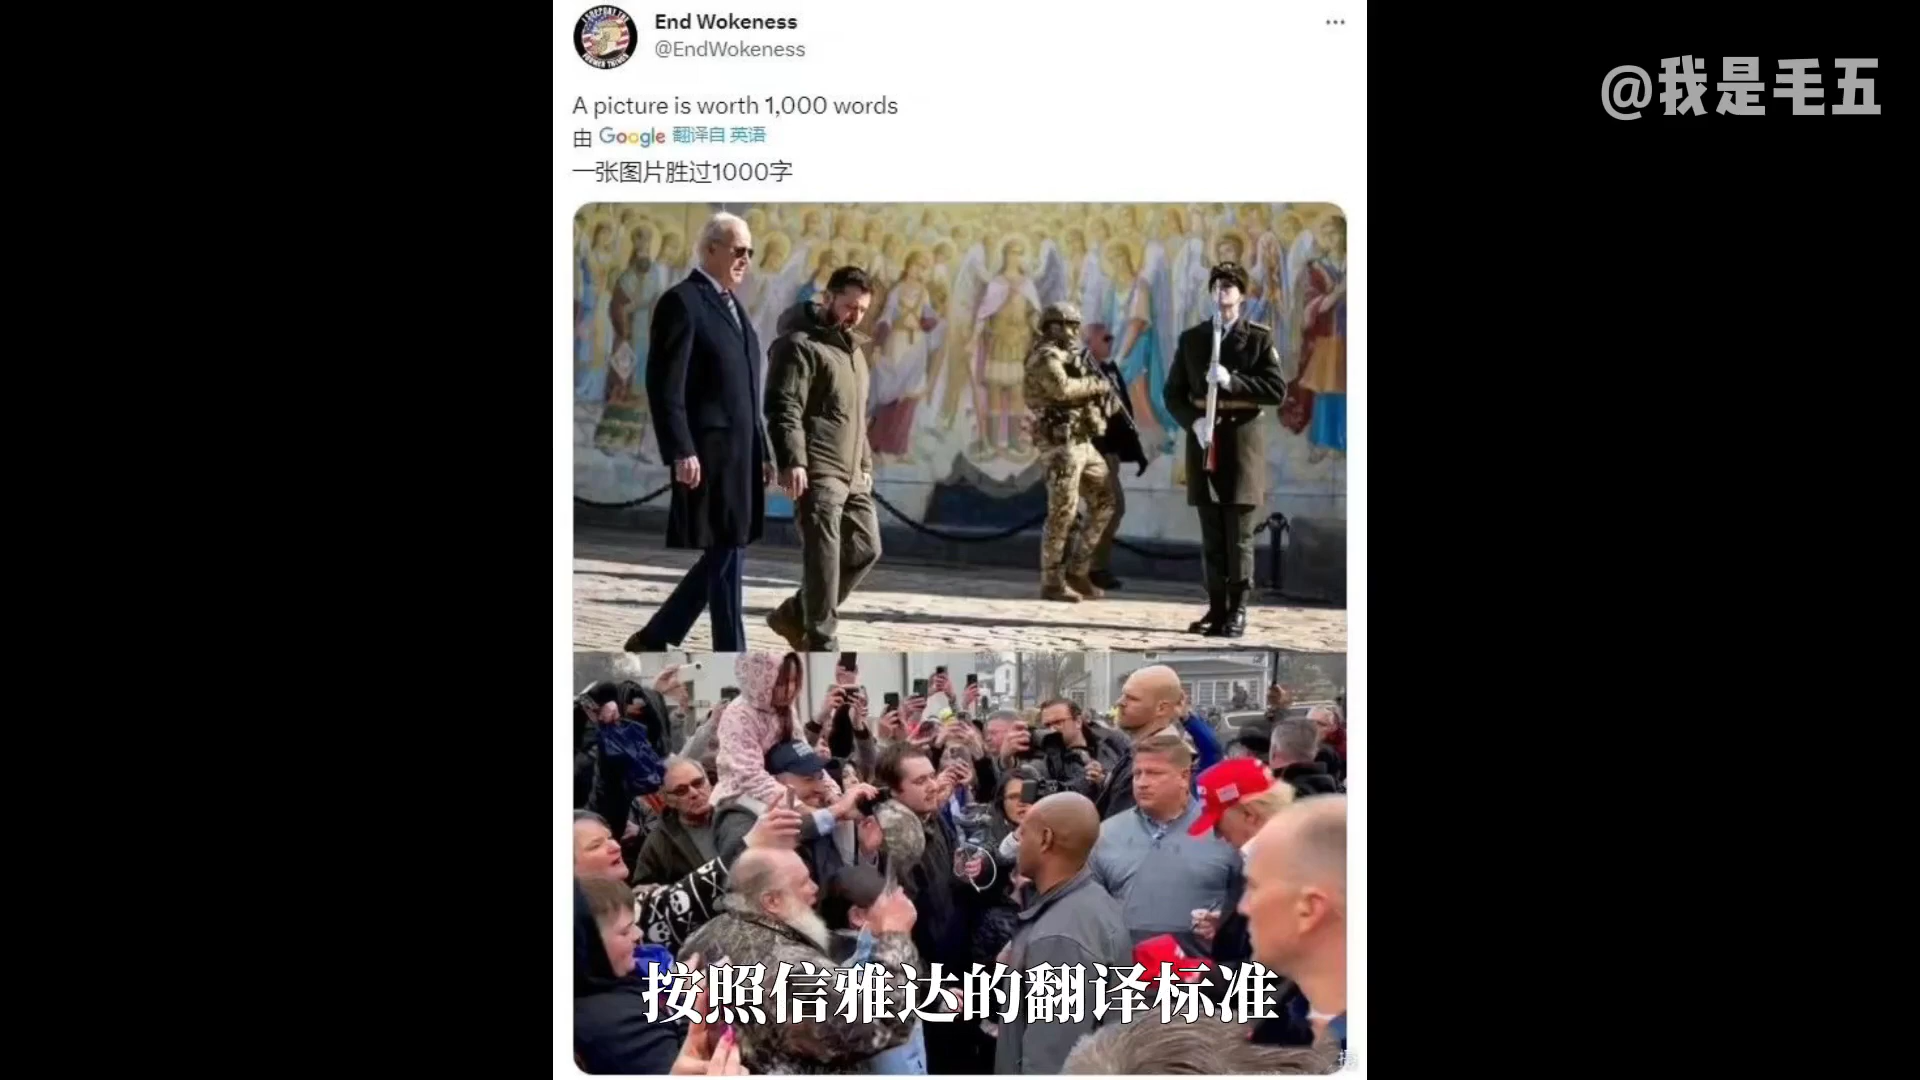 End Wokeness
@EndWokeness
A picture is worth 1,000 words
由 Google 翻译自 英语
一张图片胜过1000字
@我是毛五
按照信雅达的翻译标准